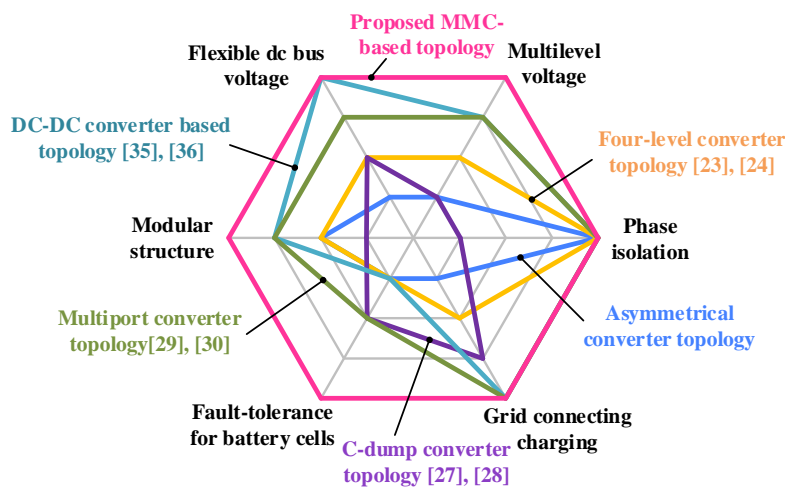 Proposed MMC-
based topology
Flexible dc bus
voltage
Multilevel
voltage
DC-DC converter based
topology [35], [36]
Four-level converter
topology [23], [24]
Modular
structure
Phase
isolation
Multiport converter
topology[29], [30]
Asymmetrical
converter topology
Fault-tolerance
for battery cells
Grid connecting
charging
C-dump converter
topology [27], [28]